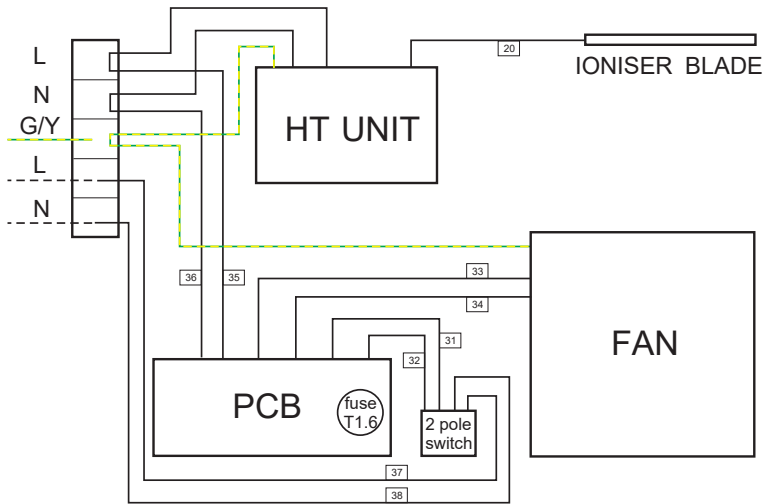 L
N
G/Y
L
N
20
IONISER BLADE
HT UNIT
36
35
33
34
31
32
FAN
PCB
fuse
T1.6
2 pole
switch
37
38